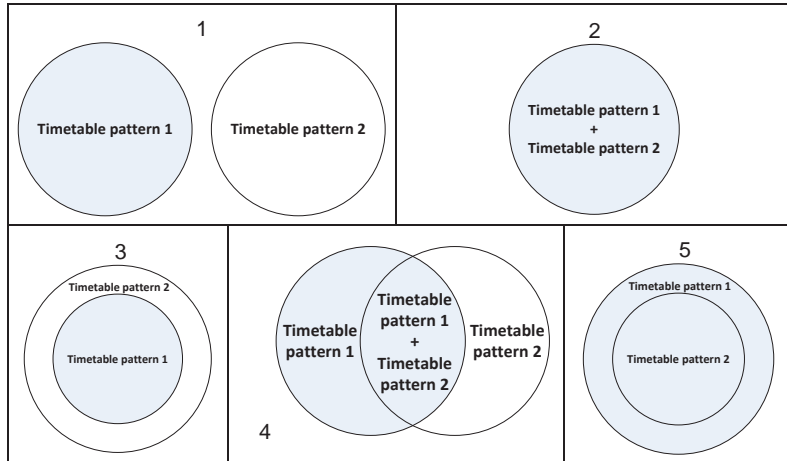 1
Timetable pattern 1
Timetable pattern 2
2
Timetable pattern 1
+
Timetable pattern 2
3
Timetable pattern 2
Timetable pattern 1
4
Timetable
pattern 1
Timetable
pattern 1
+
Timetable
pattern 2
Timetable
pattern 2
5
Timetable pattern 1
Timetable pattern 2